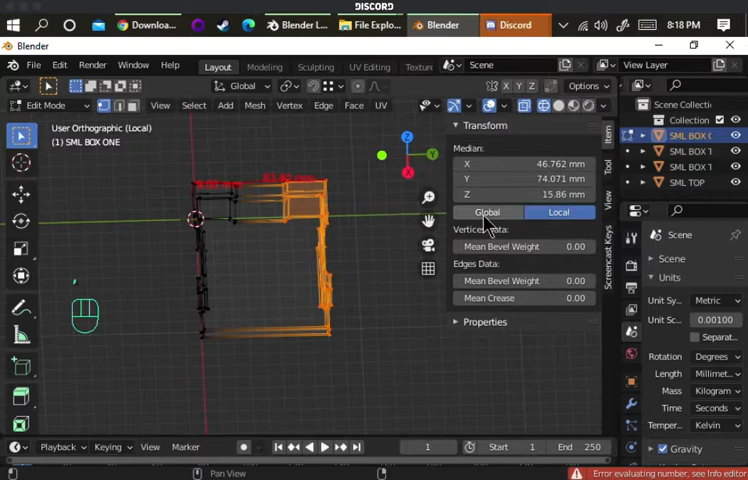 DISCORD
Downloa...
Blender L...
File Explo...
Blender
Discord
8:18 PM
Blender
File Edit Render Window Help Layout Modeling Sculpting UV Editing Textur Scene View Layer
Global Options
X Y Z
Edit Mode View Select Add Mesh Vertex Edge Face UV
User Orthographic (Local)
(1) SML BOX ONE
Z
Y
X
Transform
Median:
X 46.762 mm
Y 74.071 mm
Z 15.86 mm
Global Local
Vertices Data:
Mean Bevel Weight 0.00
Edges Data:
Mean Bevel Weight 0.00
Mean Crease 0.00
Properties
Item
Tool
View
Screencast Keys
Scene Collection
Collection
SML BOX (
SML BOX T
SML BOX T
SML TOP
Scene
Scene
Units
Unit Sy... Metric
Unit Sc... 0.00100
Separat...
Rotation Degrees
Length Millimet...
Mass Kilogram
Time Seconds
Temper... Kelvin
Gravity
,
Playback Keying View Marker 1 Start 1 End 250
Pan View
Error evaluating number, see Info editor